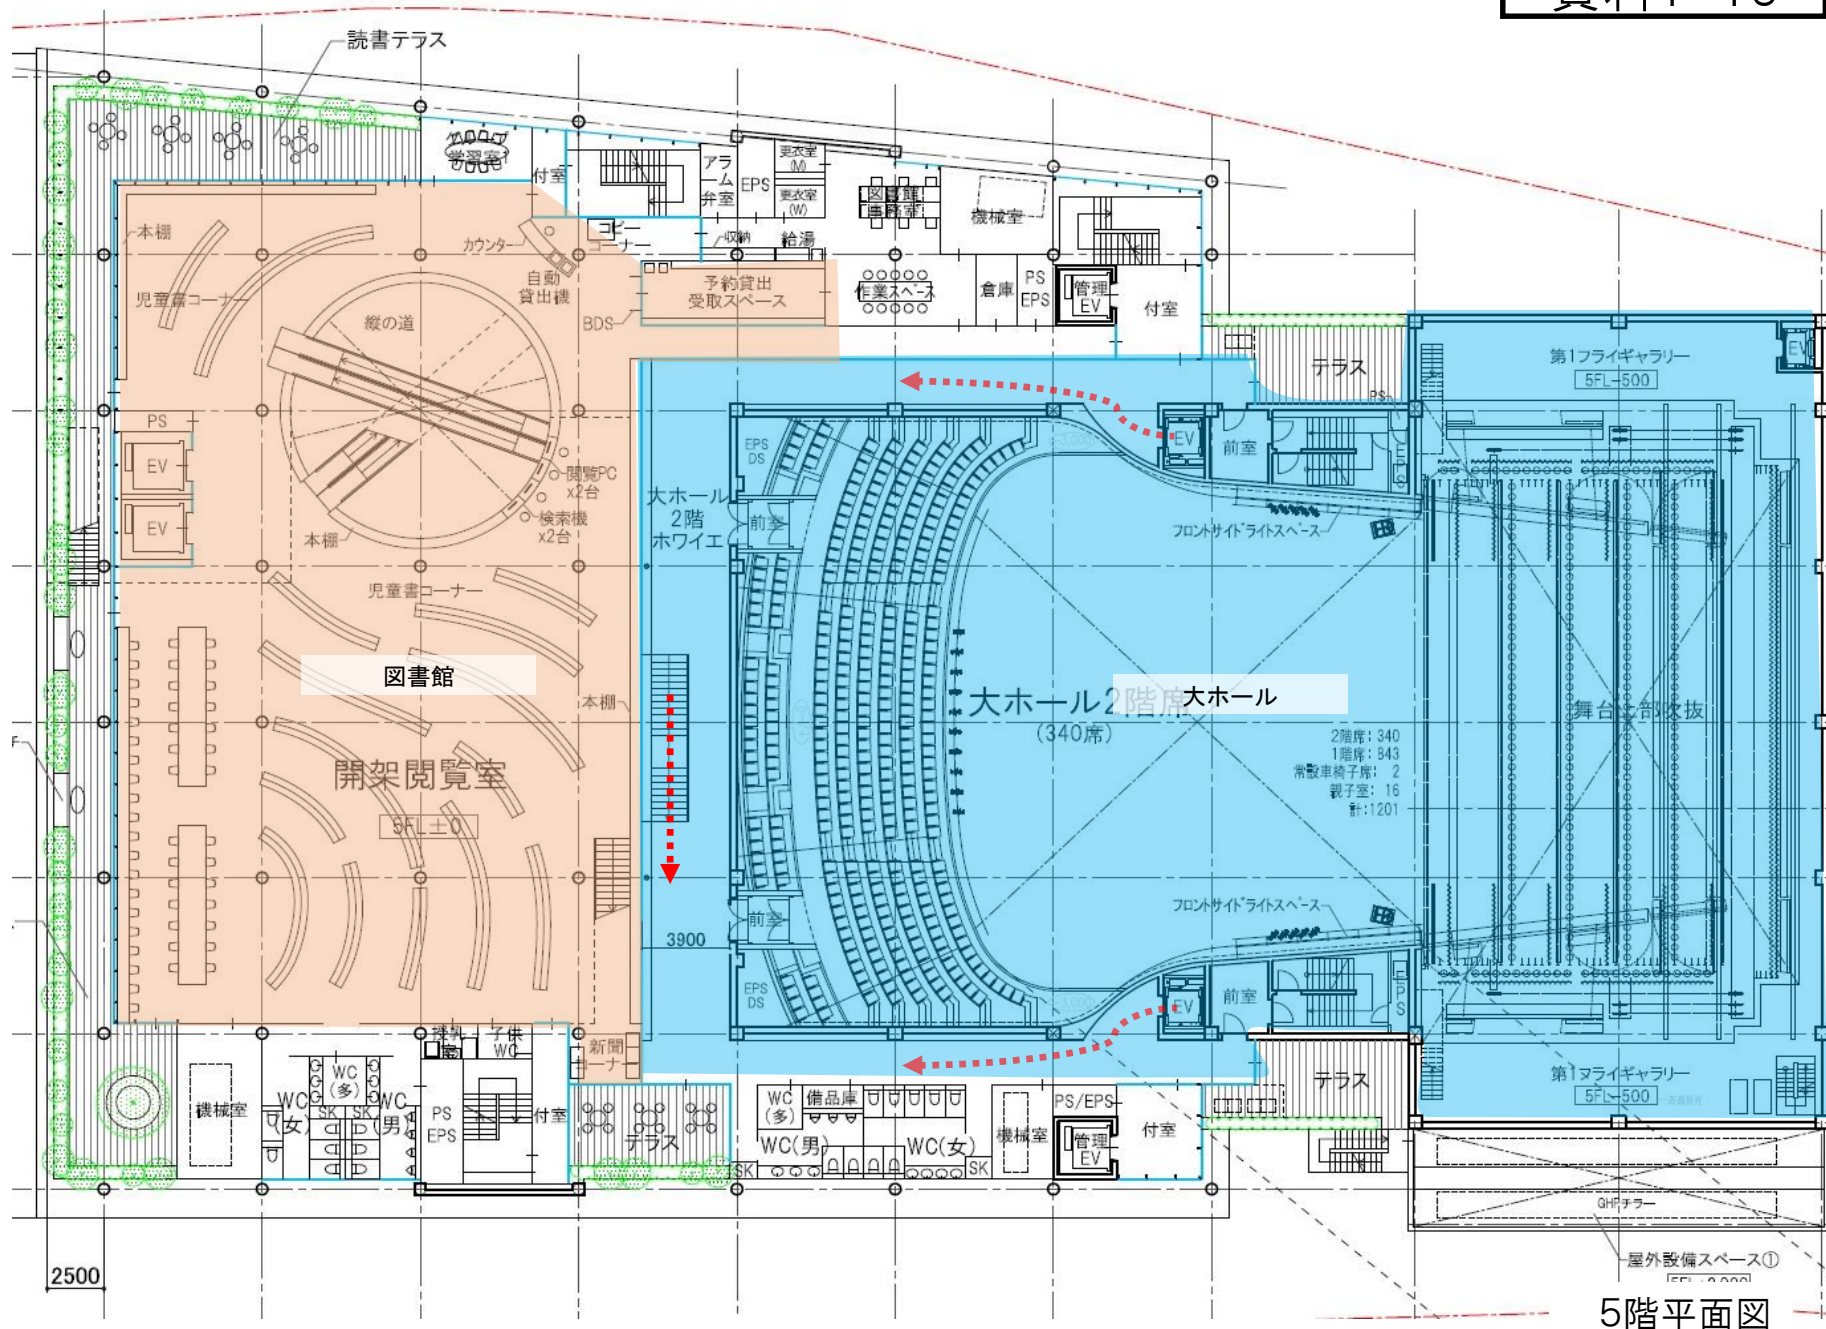 読書テラス
学習室1
付室
アラーム弁室
EPS
更衣室
(M)
更衣室
(W)
図書館
事務室
機械室
本棚
カウンター
コピー
コーナー
収納
給湯
自動
貸出機
予約貸出
受取スペース
作業スペース
倉庫
PS
EPS
管理
EV
付室
児童書コーナー
縦の道
BDS
テラス
第1フライギャラリー
5FL-500
EV
PS
PS
EV
EV
EPS
DS
EV
前室
閲覧PC
x2台
検索機
x2台
本棚
大ホール
2階
ホワイエ
前室
フロントサイドライトスペース
児童書コーナー
図書館
本棚
大ホール2階席
(340席)
大ホール
舞台上部吹抜
2階席: 340
1階席: 843
常設車椅子席: 2
親子室: 16
計:1201
開架閲覧室
5FL±0
3900
前室
フロントサイドライトスペース
EPS
DS
EV
前室
EPS
授乳
室
子供
WC
新聞
コーナー
テラス
第1フライギャラリー
5FL-500
機械室
WC
(女)
WC
(多)
SK
SK
WC
(男)
PS
EPS
付室
テラス
WC
(多)
備品庫
WC(男)
WC(女)
SK
SK
機械室
PS/EPS
管理
EV
付室
GHPチラー
屋外設備スペース①
2500
5階平面図